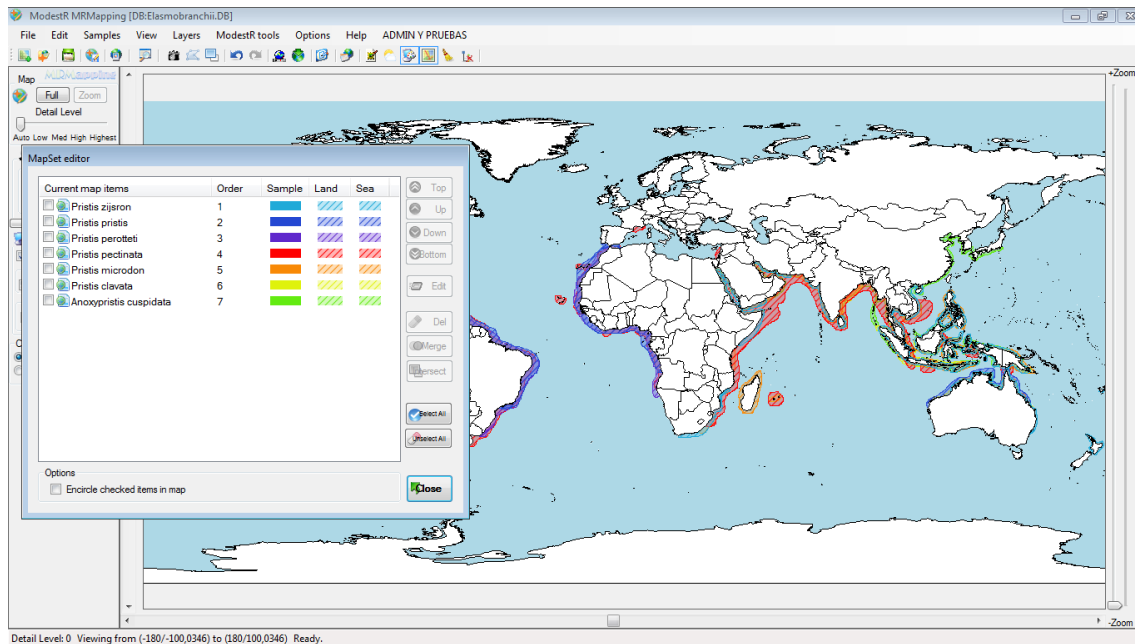 ModestR MRMapping [DB:Elasmobranchii.DB]
File Edit Samples View Layers ModestR tools Options Help ADMIN Y PRUEBAS
Map MRMapping
Full Zoom
Detail Level
Auto Low Med High Highest
+Zoom
MapSet editor
Current map items Order Sample Land Sea
Pristis zijsron 1
Pristis pristis 2
Pristis perotteti 3
Pristis pectinata 4
Pristis microdon 5
Pristis clavata 6
Anoxypristis cuspidata 7
Top
Up
Down
Bottom
Edit
Del
Merge
Select All
Unselect All
Options
Encircle checked items in map
Close
-Zoom
Detail Level: 0 Viewing from (-180/-100,0346) to (180/100,0346) Ready.